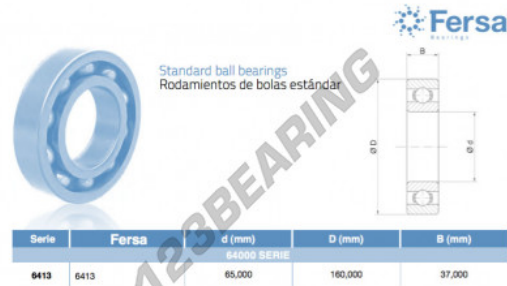 Fersa
Bearings
Standard ball bearings
Rodamientos de bolas estándar
B
Ø D
Ø d
123BEARING
Serie Fersa d (mm) D (mm) B (mm)
64000 SERIE
6413 6413 65,000 160,000 37,000